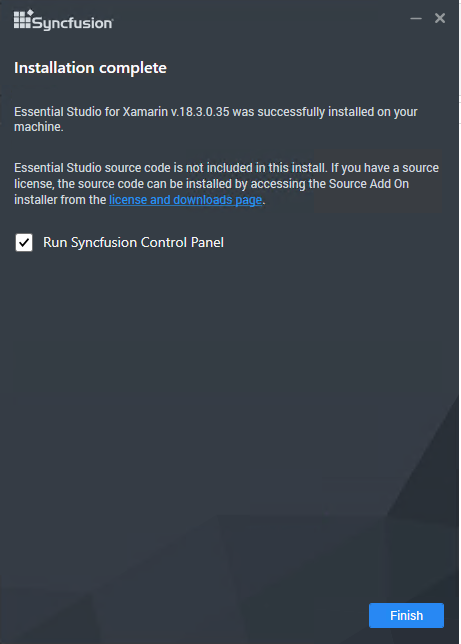 Syncfusion
Installation complete
Essential Studio for Xamarin v.18.3.0.35 was successfully installed on your
machine.
Essential Studio source code is not included in this install. If you have a source
license, the source code can be installed by accessing the Source Add On
installer from the license and downloads page.
Run Syncfusion Control Panel
Finish